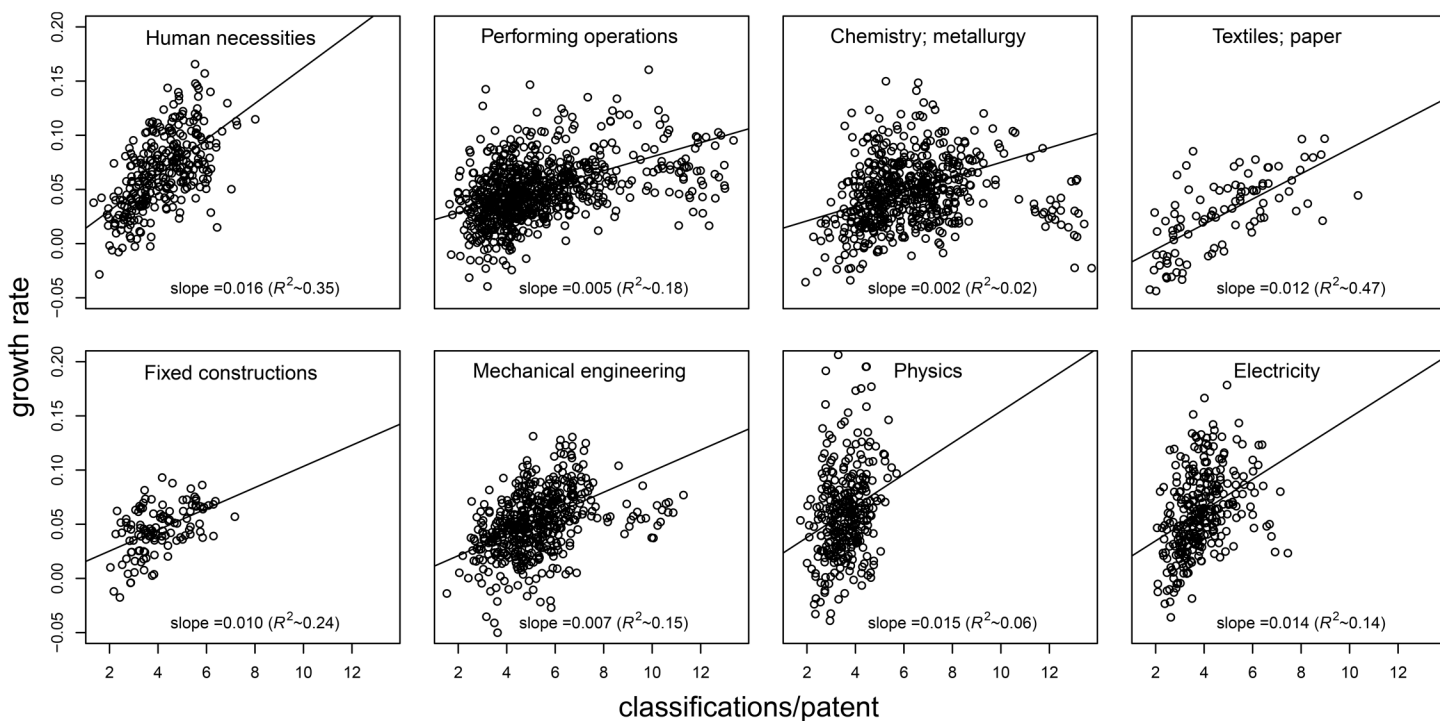 Human necessities
Performing operations
Chemistry; metallurgy
Textiles; paper
0.20
0.15
0.10
0.05
0.00
−0.05
slope =0.016 (R²~0.35)
slope =0.005 (R²~0.18)
slope =0.002 (R²~0.02)
slope =0.012 (R²~0.47)
growth rate
Fixed constructions
Mechanical engineering
Physics
Electricity
0.20
0.15
0.10
0.05
0.00
−0.05
slope =0.010 (R²~0.24)
slope =0.007 (R²~0.15)
slope =0.015 (R²~0.06)
slope =0.014 (R²~0.14)
2 4 6 8 10 12
2 4 6 8 10 12
2 4 6 8 10 12
2 4 6 8 10 12
classifications/patent